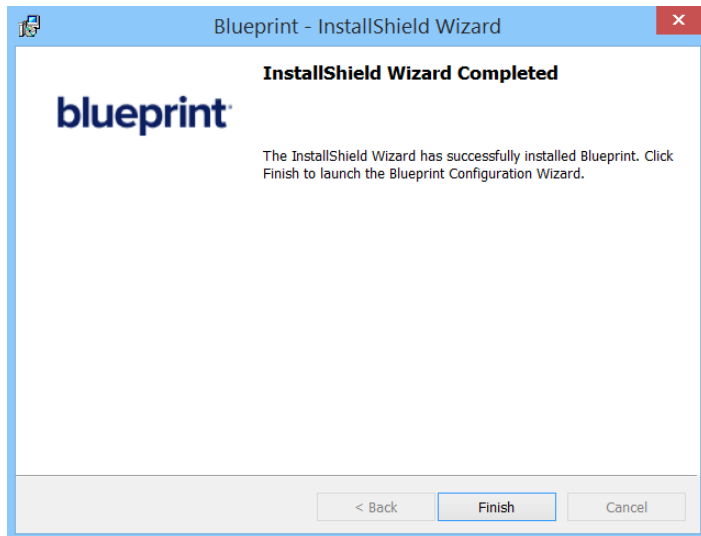 Blueprint - InstallShield Wizard
InstallShield Wizard Completed
blueprint
The InstallShield Wizard has successfully installed Blueprint. Click
Finish to launch the Blueprint Configuration Wizard.
< Back
Finish
Cancel